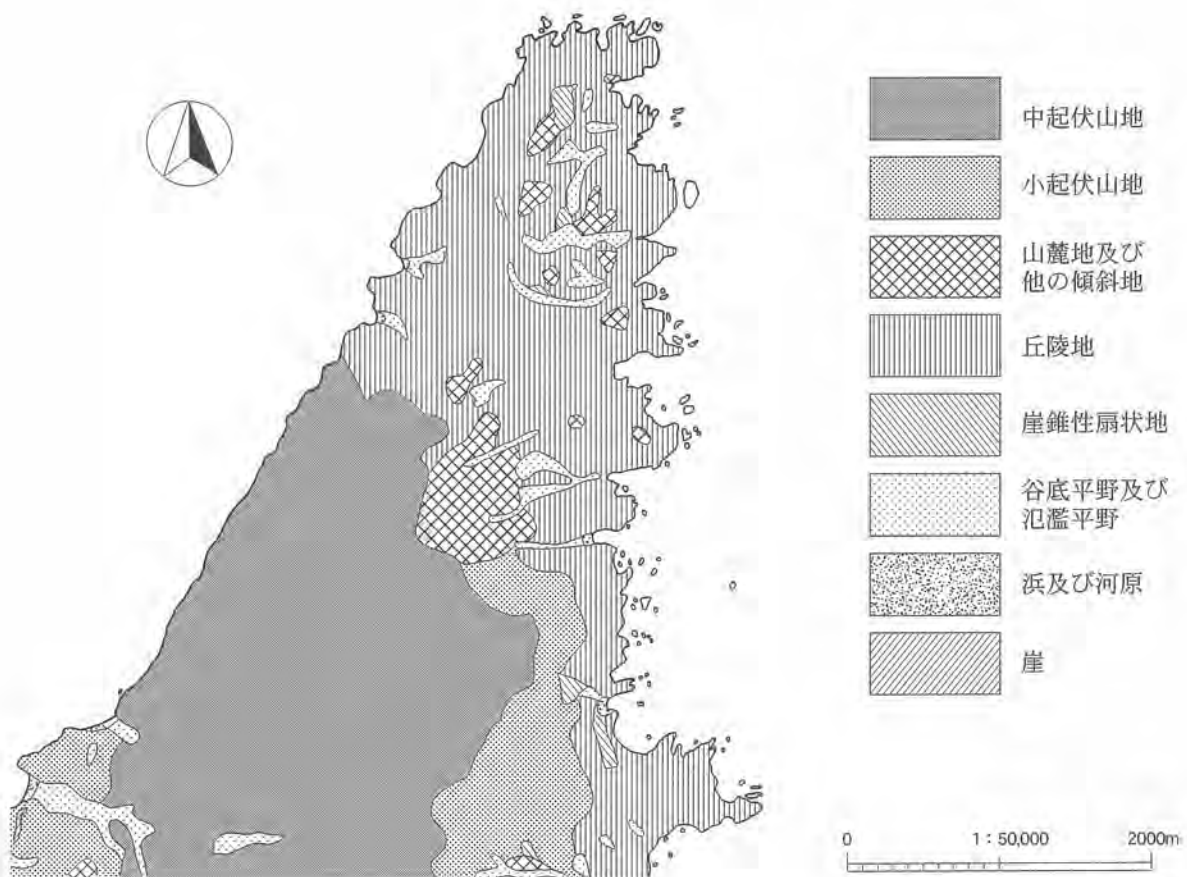 中起伏山地
小起伏山地
山麓地及び
他の傾斜地
丘陵地
崖錐性扇状地
谷底平野及び
氾濫平野
浜及び河原
崖
0 1：50,000 2000m